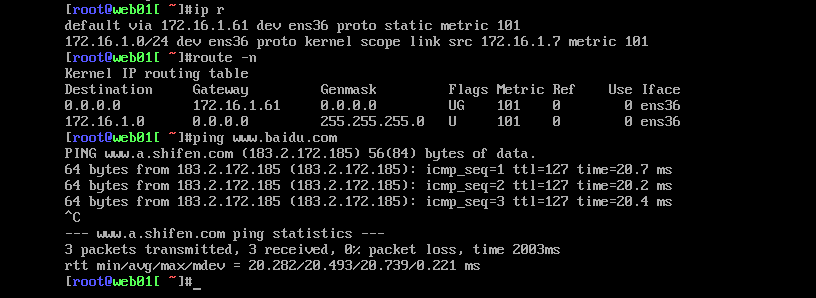 [root@web01[ ~]#ip r
default via 172.16.1.61 dev ens36 proto static metric 101
172.16.1.0/24 dev ens36 proto kernel scope link src 172.16.1.7 metric 101
[root@web01[ ~]#route -n
Kernel IP routing table
Destination     Gateway         Genmask         Flags Metric Ref    Use Iface
0.0.0.0         172.16.1.61     0.0.0.0         UG    101    0        0 ens36
172.16.1.0      0.0.0.0         255.255.255.0   U     101    0        0 ens36
[root@web01[ ~]#ping www.baidu.com
PING www.a.shifen.com (183.2.172.185) 56(84) bytes of data.
64 bytes from 183.2.172.185 (183.2.172.185): icmp_seq=1 ttl=127 time=20.7 ms
64 bytes from 183.2.172.185 (183.2.172.185): icmp_seq=2 ttl=127 time=20.2 ms
64 bytes from 183.2.172.185 (183.2.172.185): icmp_seq=3 ttl=127 time=20.4 ms
^C
--- www.a.shifen.com ping statistics ---
3 packets transmitted, 3 received, 0% packet loss, time 2003ms
rtt min/avg/max/mdev = 20.282/20.493/20.739/0.221 ms
[root@web01[ ~]#_